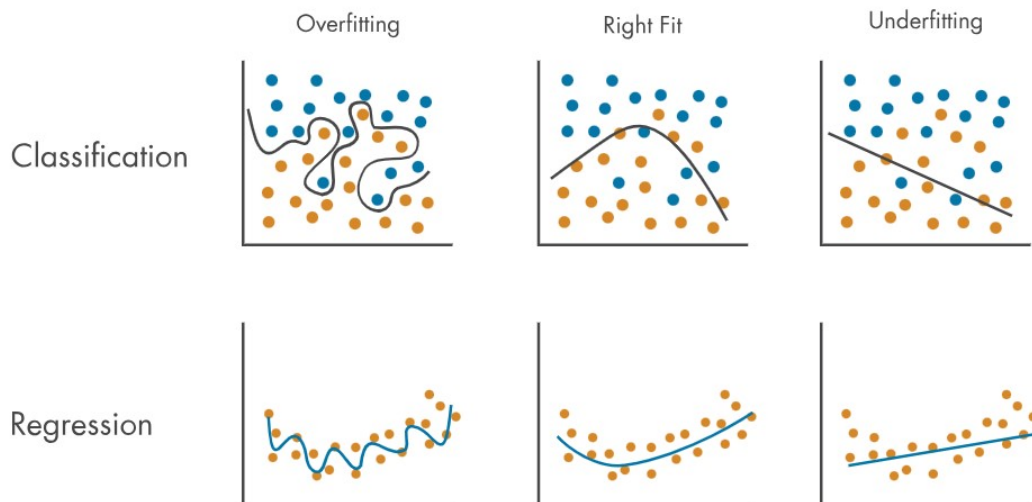 Overfitting
Right Fit
Underfitting
Classification
Regression